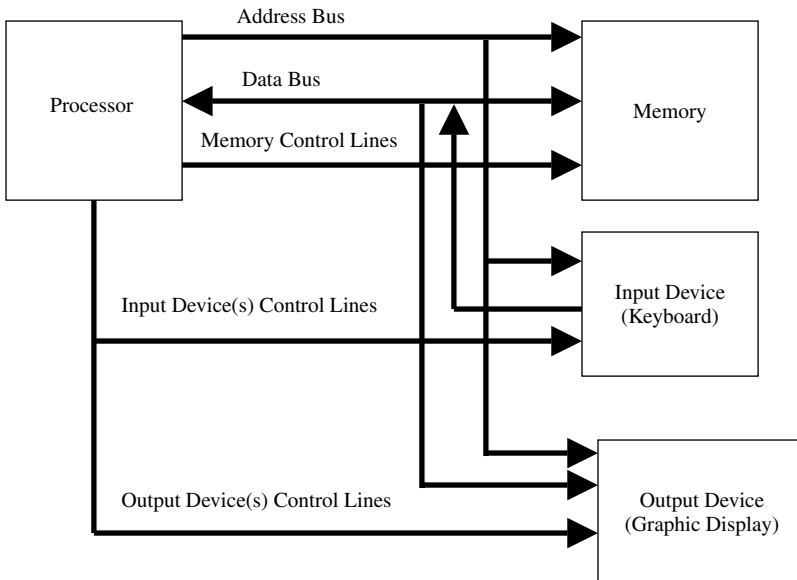 Address Bus
Data Bus
Processor
Memory
Memory Control Lines
Input Device(s) Control Lines
Input Device
(Keyboard)
Output Device(s) Control Lines
Output Device
(Graphic Display)